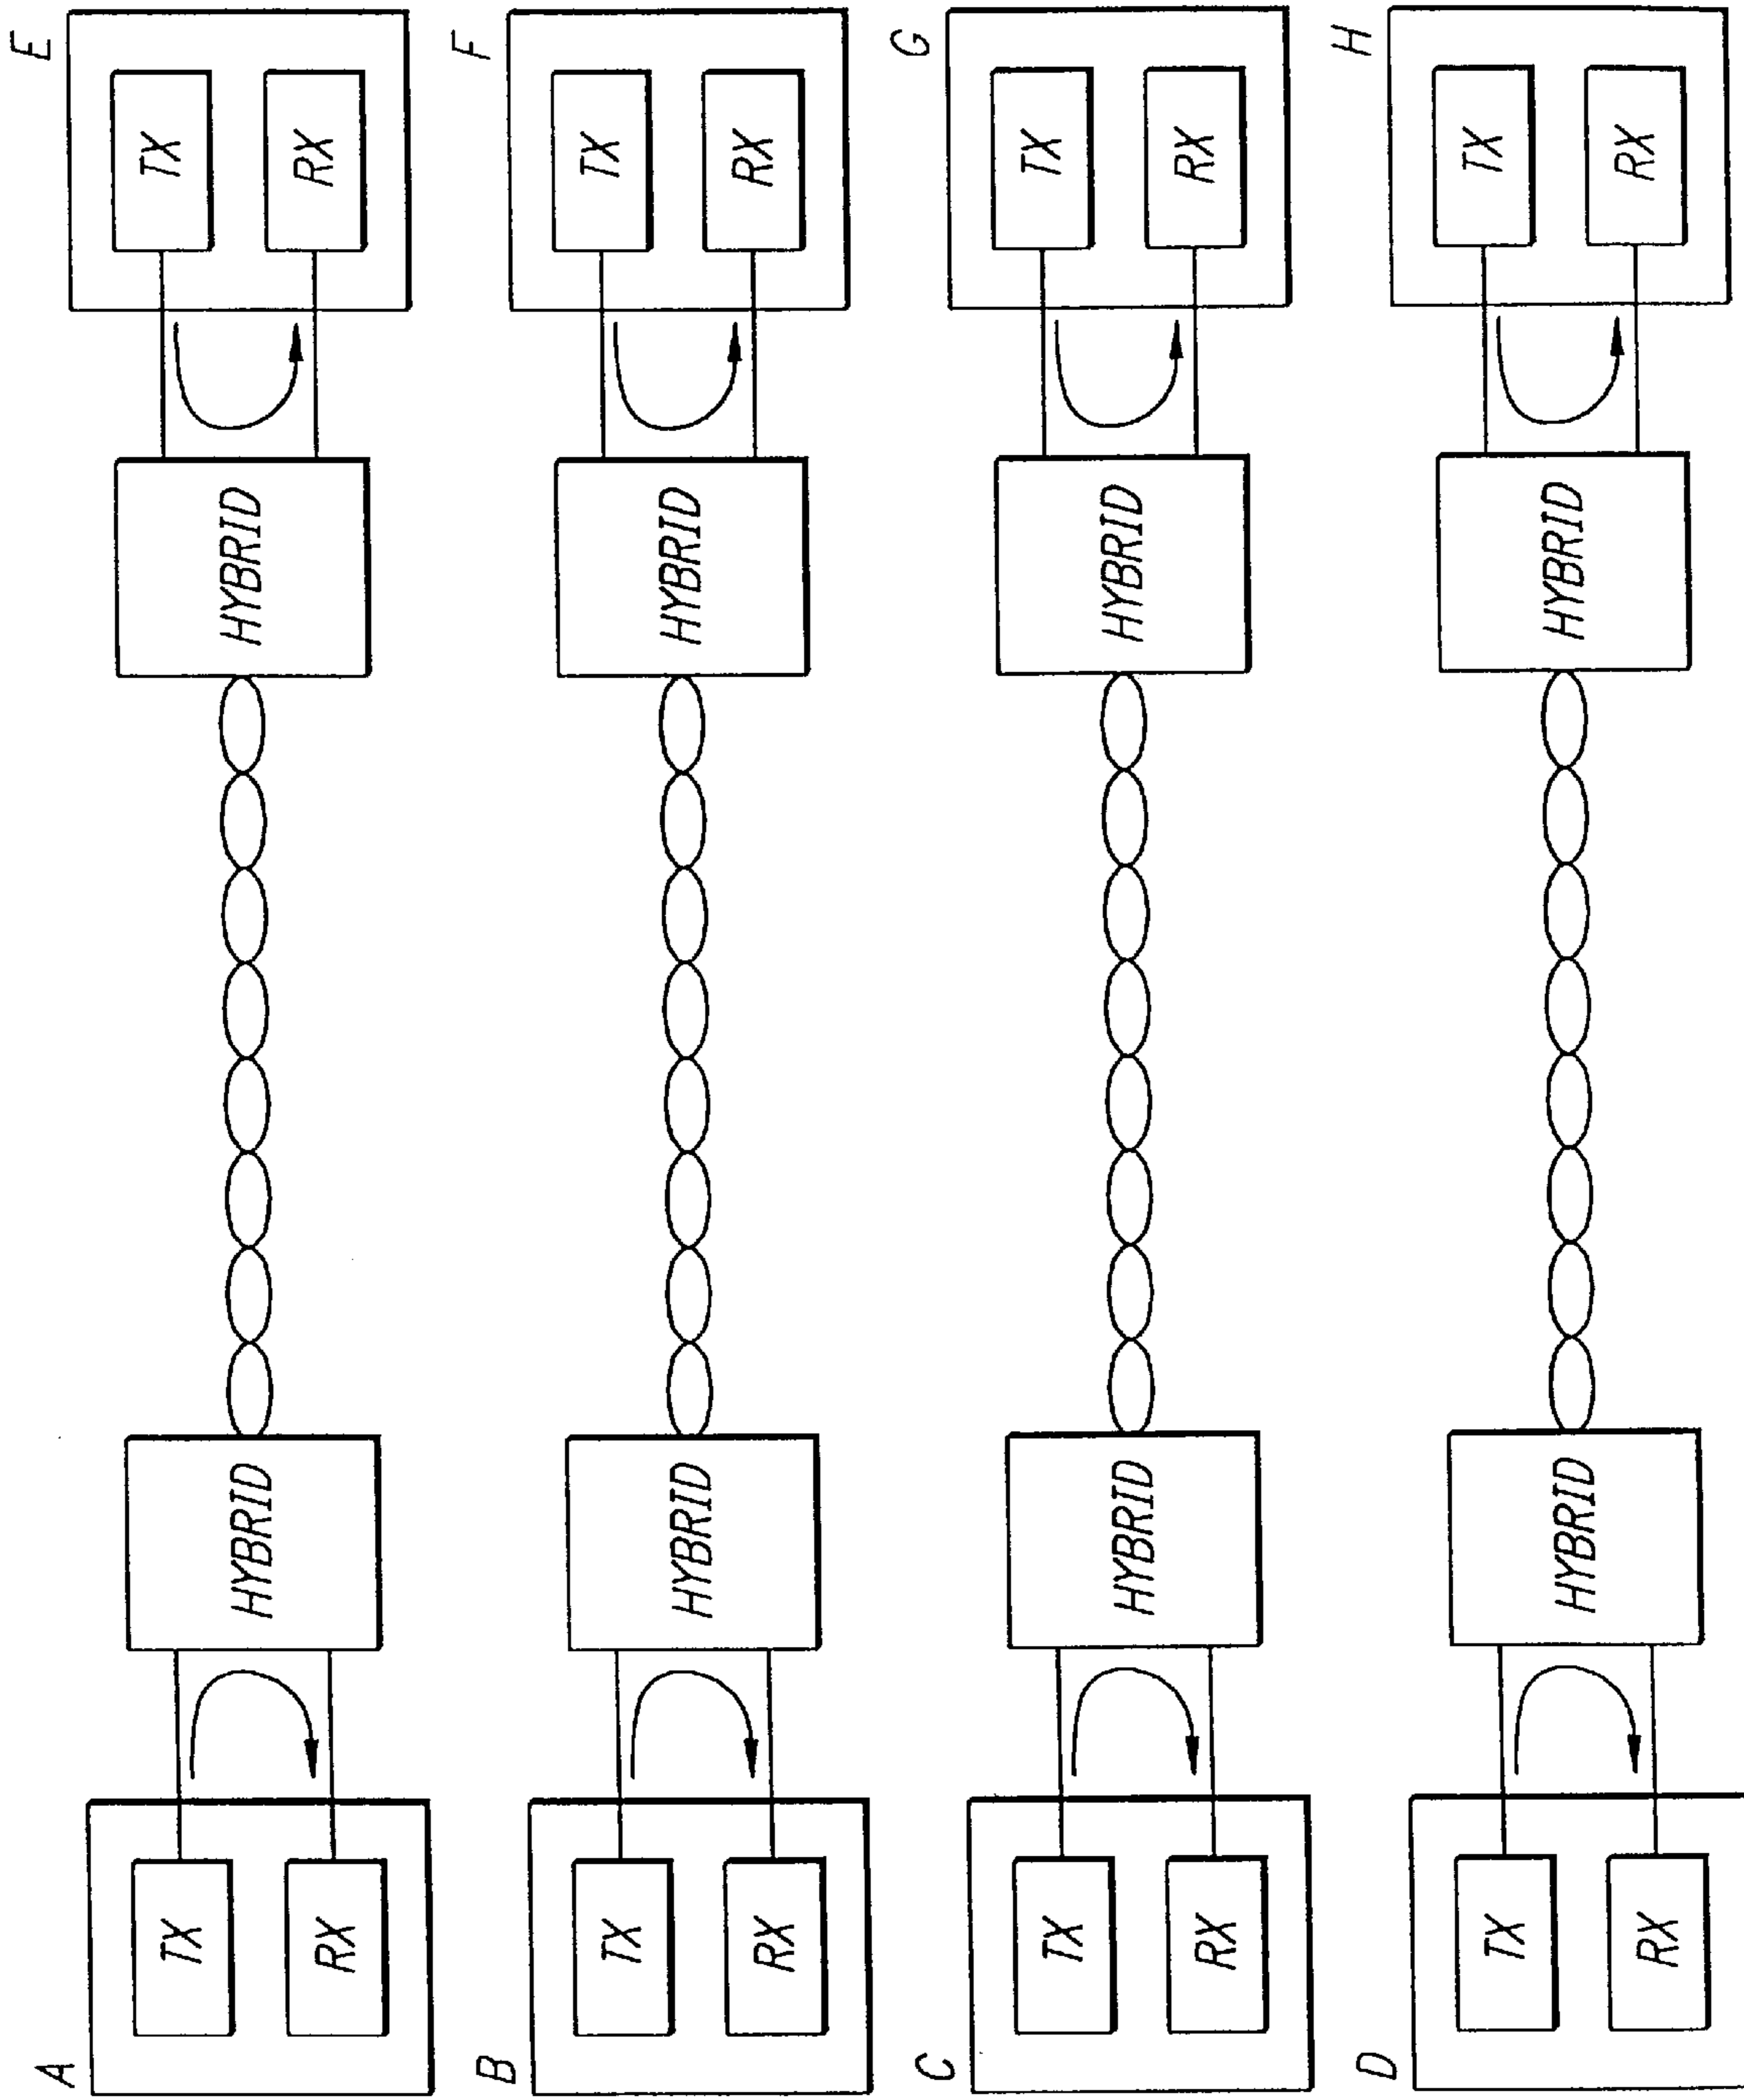 A
TX
RX
HYBRID
HYBRID
TX
RX
E
B
TX
RX
HYBRID
HYBRID
TX
RX
F
C
TX
RX
HYBRID
HYBRID
TX
RX
G
D
TX
RX
HYBRID
HYBRID
TX
RX
H